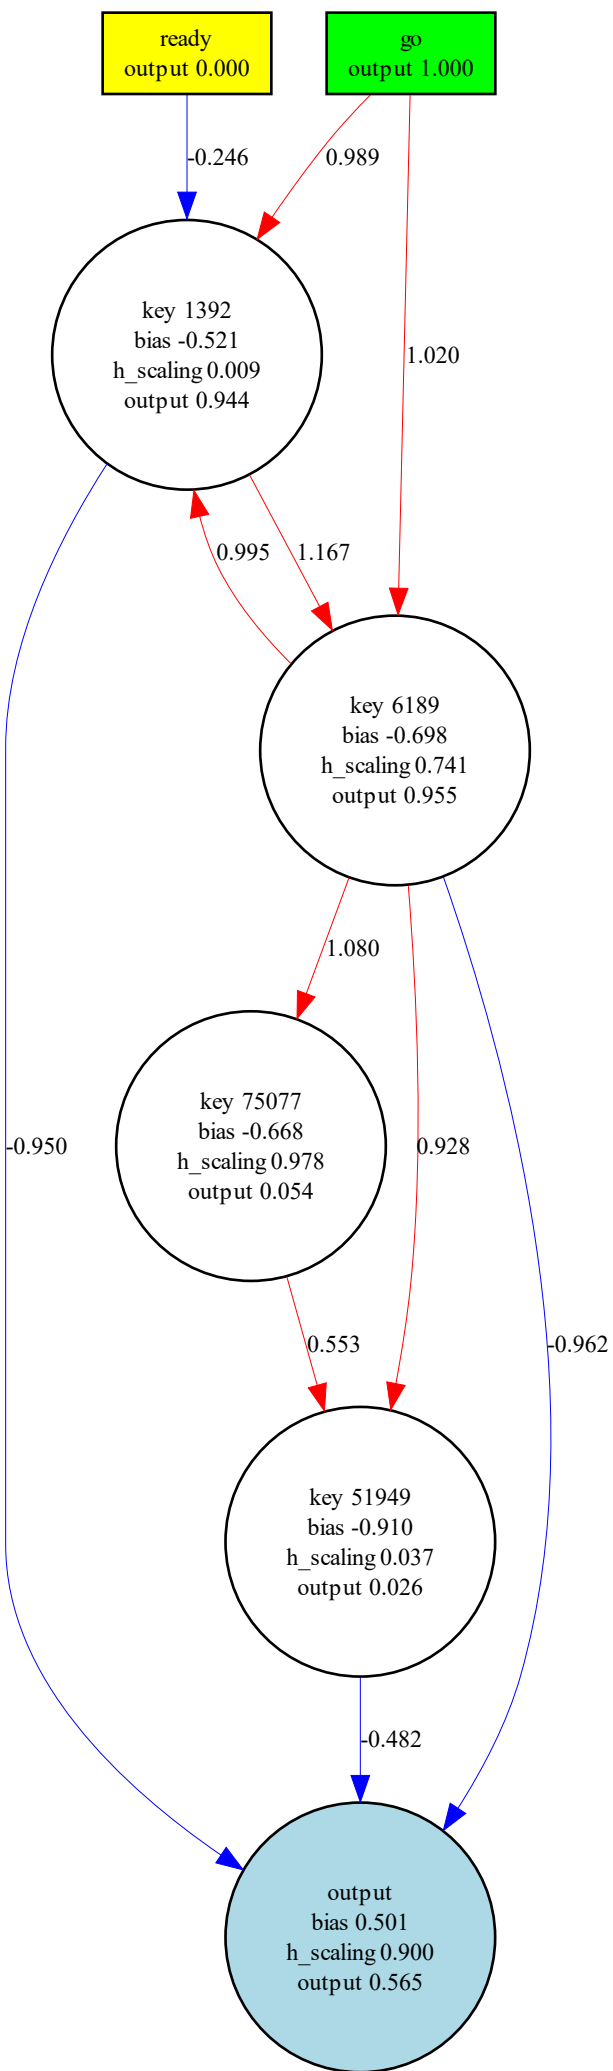 ready
output 0.000
go
output 1.000
-0.246
0.989
1.020
key 1392
bias -0.521
h_scaling 0.009
output 0.944
0.995
1.167
key 6189
bias -0.698
h_scaling 0.741
output 0.955
1.080
key 75077
bias -0.668
h_scaling 0.978
output 0.054
-0.950
0.928
0.553
-0.962
key 51949
bias -0.910
h_scaling 0.037
output 0.026
-0.482
output
bias 0.501
h_scaling 0.900
output 0.565